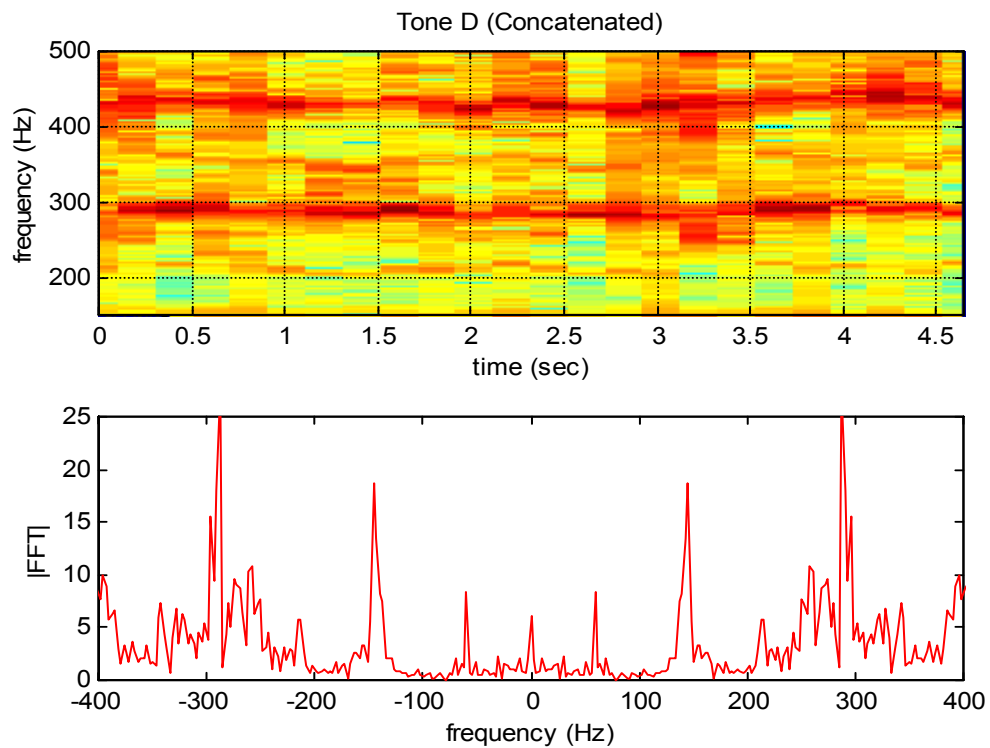 Tone D (Concatenated)
500
400
300
200
frequency (Hz)
0 0.5 1 1.5 2 2.5 3 3.5 4 4.5
time (sec)
25
20
15
10
5
0
|FFT|
-400 -300 -200 -100 0 100 200 300 400
frequency (Hz)